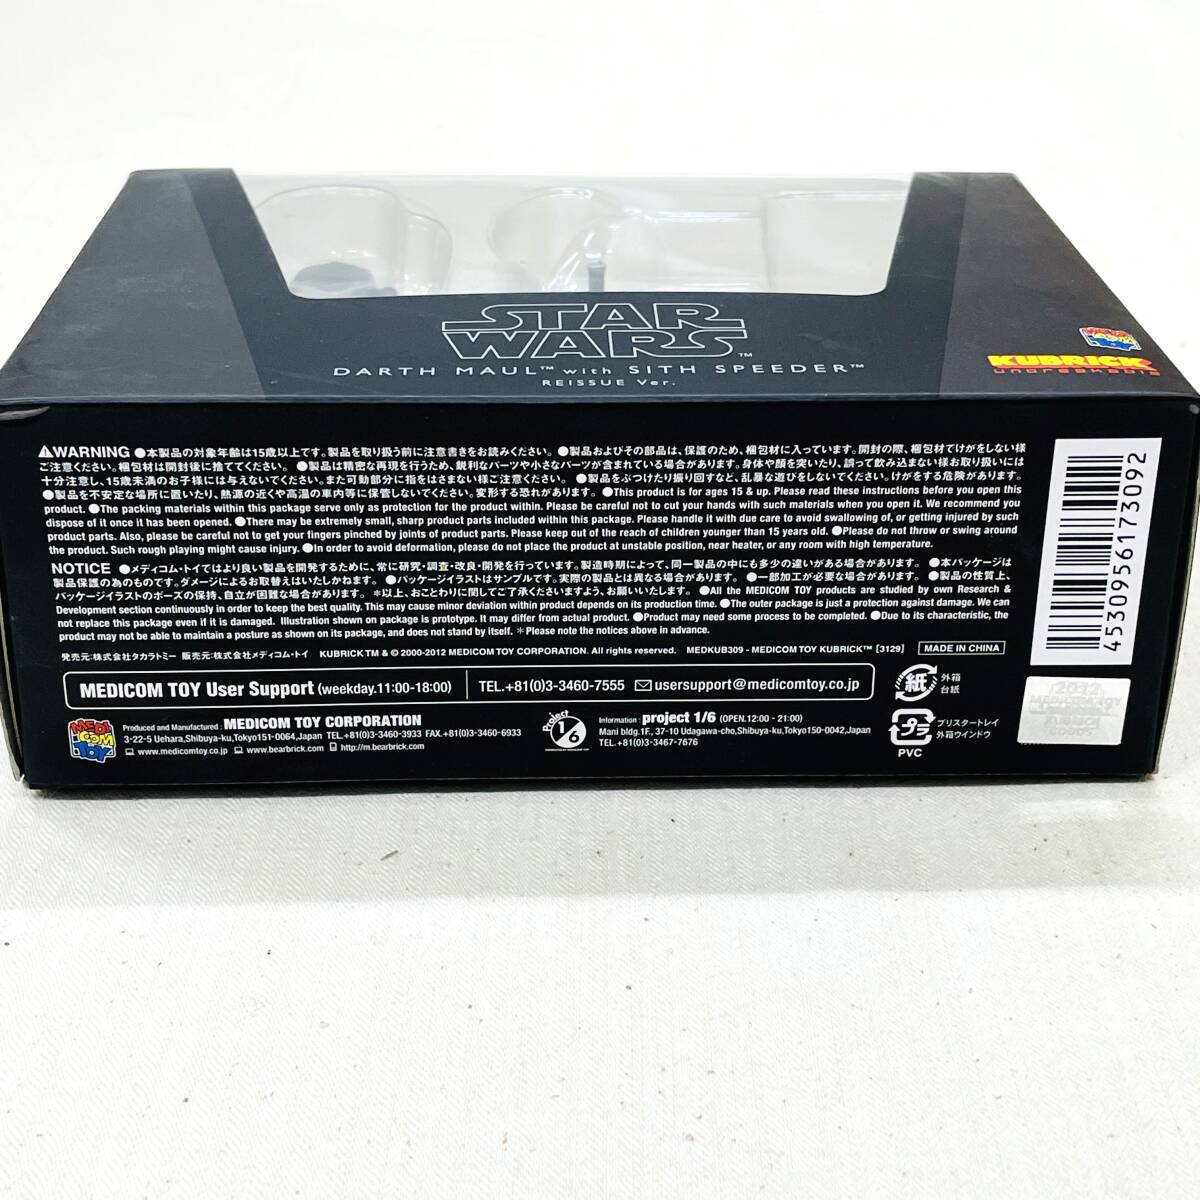 STAR
WARS™
DARTH MAUL™ with SITH SPEEDER™
REISSUE Ver.
KUBRICK
unbreakable
⚠WARNING ●本製品の対象年齢は15歳以上です。製品を取り扱う前に注意書きをお読みください。 ●製品およびその部品は、保護のため、梱包材に入っています。開封の際、梱包材でけがをしない様
ご注意ください。梱包材は開封後に捨ててください。 ●製品は精密な再現を行うため、鋭利なパーツや小さなパーツが含まれている場合があります。身体や顔を突いたり、誤って飲み込まない様お取り扱いには
十分注意し、15歳未満のお子様には与えないでください。また可動部分に指をはさまない様ご注意ください。 ●製品をぶつけたり振り回すなど、乱暴な遊びをしないでください。けがをする危険があります。
●製品を不安定な場所に置いたり、熱源の近くや高温の車内等に保管しないでください。変形する恐れがあります。 ●This product is for ages 15 & up. Please read these instructions before you open this
product. ●The packing materials within this package serve only as protection for the product within. Please be careful not to cut your hands with such materials when you open it. We recommend you
dispose of it once it has been opened. ●There may be extremely small, sharp product parts included within this package. Please handle it with due care to avoid swallowing of, or getting injured by such
product parts. Also, please be careful not to get your fingers pinched by joints of product parts. Please keep out of the reach of children younger than 15 years old. ●Please do not throw or swing around
the product. Such rough playing might cause injury. ●In order to avoid deformation, please do not place the product at unstable position, near heater, or any room with high temperature.
NOTICE ●メディコム・トイではより良い製品を開発するために、常に研究・調査・改良・開発を行っています。製造時期によって、同一製品の中にも多少の違いがある場合があります。 ●本パッケージは
製品保護の為のものです。ダメージによるお取替えはいたしかねます。 ●パッケージイラストはサンプルです。実際の製品とは異なる場合があります。 ●一部加工が必要な場合があります。 ●製品の性質上、
パッケージイラストのポーズの保持、自立が困難な場合があります。 *以上、おことわりに関してご了承くださいますよう、お願いいたします。 ●All the MEDICOM TOY products are studied by own Research &
Development section continuously in order to keep the best quality. This may cause minor deviation within product depends on its production time. ●The outer package is just a protection against damage. We can
not replace this package even if it is damaged. Illustration shown on package is prototype. It may differ from actual product. ●Product may need some process to be completed. ●Due to its characteristic, the
product may not be able to maintain a posture as shown on its package, and does not stand by itself. *Please note the notices above in advance.
発売元:株式会社タカラトミー 販売元:株式会社メディコム・トイ KUBRICK TM & © 2000-2012 MEDICOM TOY CORPORATION. All rights reserved. MEDKUB309 - MEDICOM TOY KUBRICK™ [3129] MADE IN CHINA
MEDICOM TOY User Support (weekday.11:00-18:00) TEL.+81(0)3-3460-7555 ✉usersupport@medicomtoy.co.jp
MEDI
COM
TOY
Produced and Manufactured : MEDICOM TOY CORPORATION
3-22-5 Uehara,Shibuya-ku,Tokyo151-0064,Japan TEL.+81(0)3-3460-3933 FAX.+81(0)3-3460-6933
www.medicomtoy.co.jp www.bearbrick.com http://m.bearbrick.com
project
1/6
Information : project 1/6 (OPEN.12:00 - 21:00)
Mani bldg.1F., 37-10 Udagawa-cho,Shibuya-ku,Tokyo150-0042,Japan
TEL.+81(0)3-3467-7676
紙
外箱
台紙
プラ
PVC
ブリスタートレイ
外箱ウインドウ
4530956173092
2012
GOODS